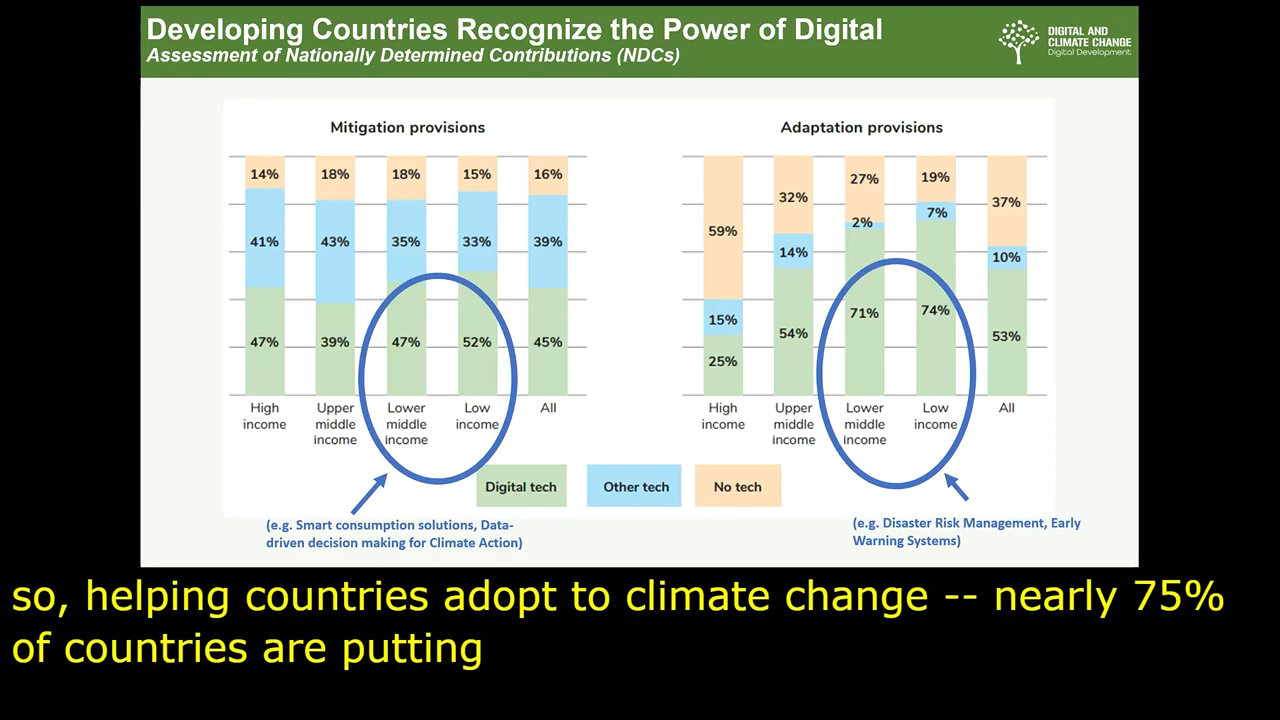 Developing Countries Recognize the Power of Digital
Assessment of Nationally Determined Contributions (NDCs)
DIGITAL AND
CLIMATE CHANGE
Digital Development
Mitigation provisions
14% 18% 18% 15% 16%
41% 43% 35% 33% 39%
47% 39% 47% 52% 45%
High income
Upper middle income
Lower middle income
Low income
All
Adaptation provisions
59% 32% 27% 19% 37%
15% 14% 2% 7% 10%
25% 54% 71% 74% 53%
High income
Upper middle income
Lower middle income
Low income
All
Digital tech
Other tech
No tech
(e.g. Smart consumption solutions, Data-
driven decision making for Climate Action)
(e.g. Disaster Risk Management, Early
Warning Systems)
so, helping countries adopt to climate change -- nearly 75%
of countries are putting